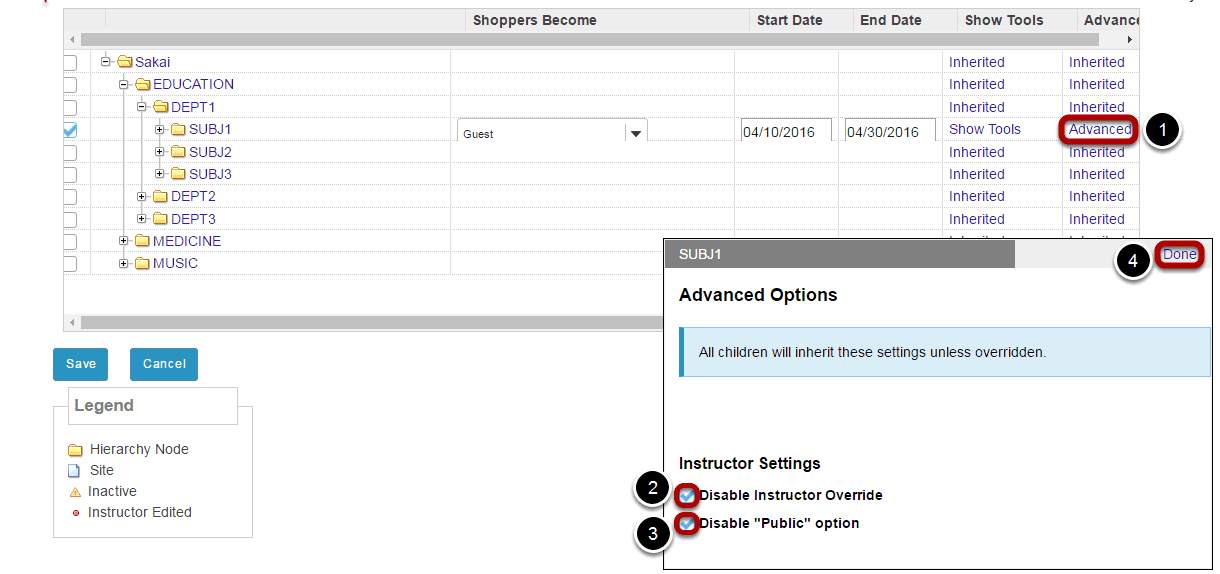 Shoppers Become Start Date End Date Show Tools Advance
Sakai Inherited Inherited
EDUCATION Inherited Inherited
DEPT1 Inherited Inherited
SUBJ1 Guest 04/10/2016 04/30/2016 Show Tools Advanced 1
SUBJ2 Inherited Inherited
SUBJ3 Inherited Inherited
DEPT2 Inherited Inherited
DEPT3 Inherited Inherited
MEDICINE
MUSIC
SUBJ1 4 Done
Advanced Options
All children will inherit these settings unless overridden.
Save Cancel
Legend
Hierarchy Node
Site
Inactive
Instructor Edited
Instructor Settings
2 Disable Instructor Override
3 Disable "Public" option